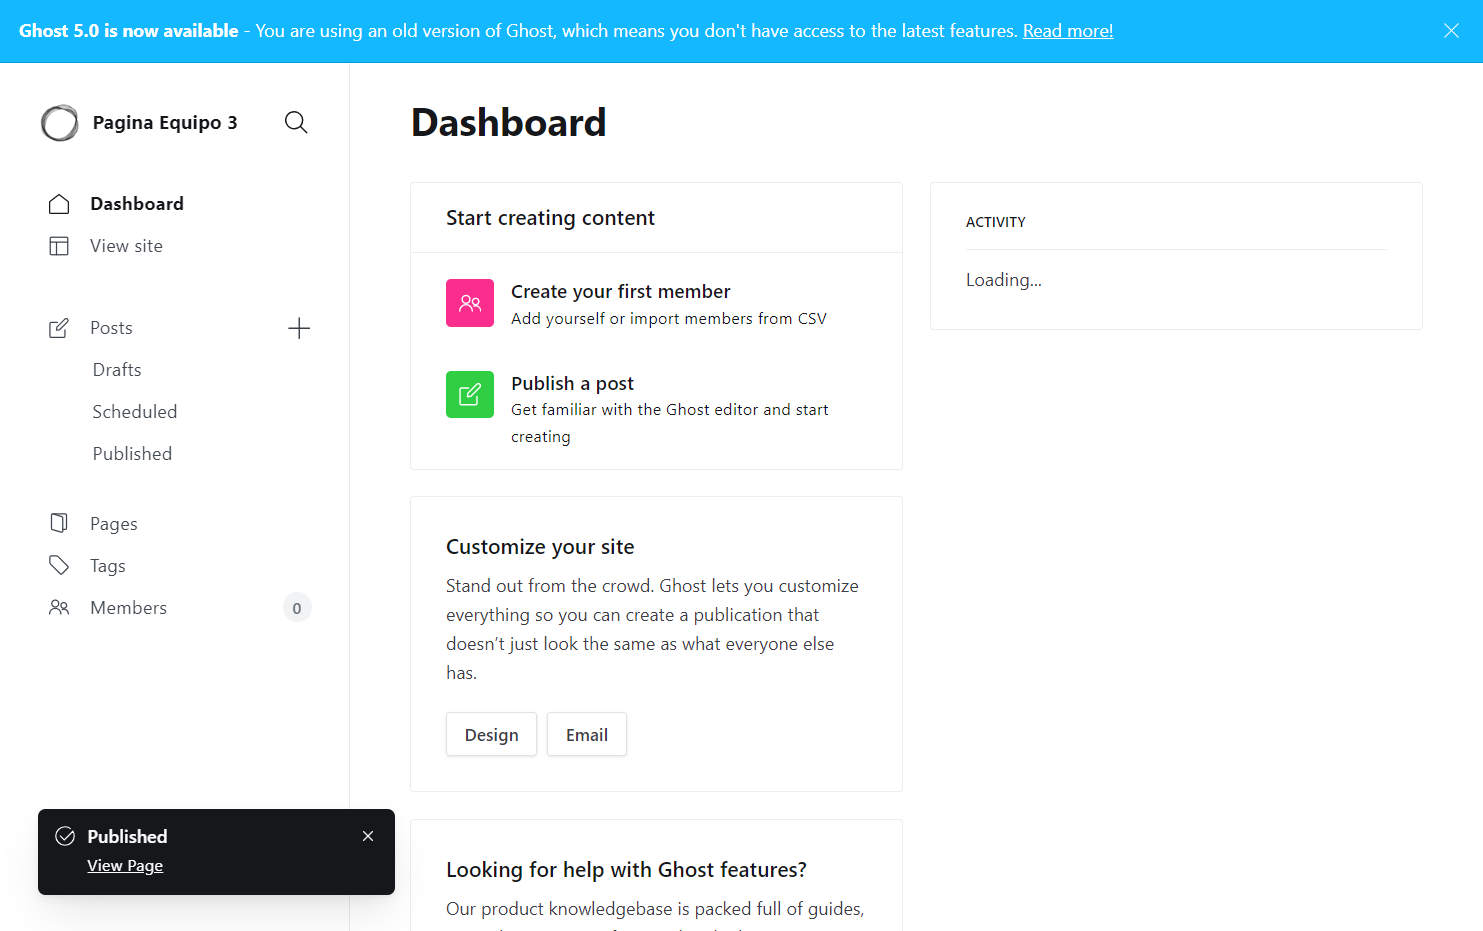 Ghost 5.0 is now available - You are using an old version of Ghost, which means you don't have access to the latest features. Read more!
Pagina Equipo 3
Dashboard
View site
Posts
Drafts
Scheduled
Published
Pages
Tags
Members 0
Published
View Page
Dashboard
Start creating content
Create your first member
Add yourself or import members from CSV
Publish a post
Get familiar with the Ghost editor and start
creating
Customize your site
Stand out from the crowd. Ghost lets you customize
everything so you can create a publication that
doesn’t just look the same as what everyone else
has.
Design Email
Looking for help with Ghost features?
Our product knowledgebase is packed full of guides,
ACTIVITY
Loading...